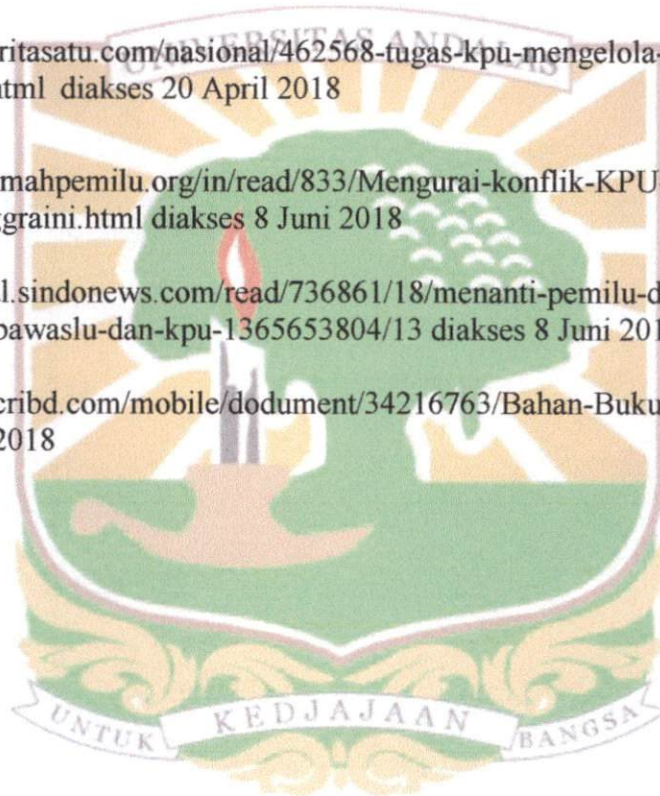 UNIVERSITAS ANDALAS
ritasatu.com/nasional/462568-tugas-kpu-mengelola-
tml diakses 20 April 2018
mahpemilu.org/in/read/833/Mengurai-konflik-KPU
ggraini.html diakses 8 Juni 2018
l.sindonews.com/read/736861/18/menanti-pemilu-d
bawaslu-dan-kpu-1365653804/13 diakses 8 Juni 201
cribd.com/mobile/dodument/34216763/Bahan-Buku
2018
UNTUK KEDJAJAAN BANGSA